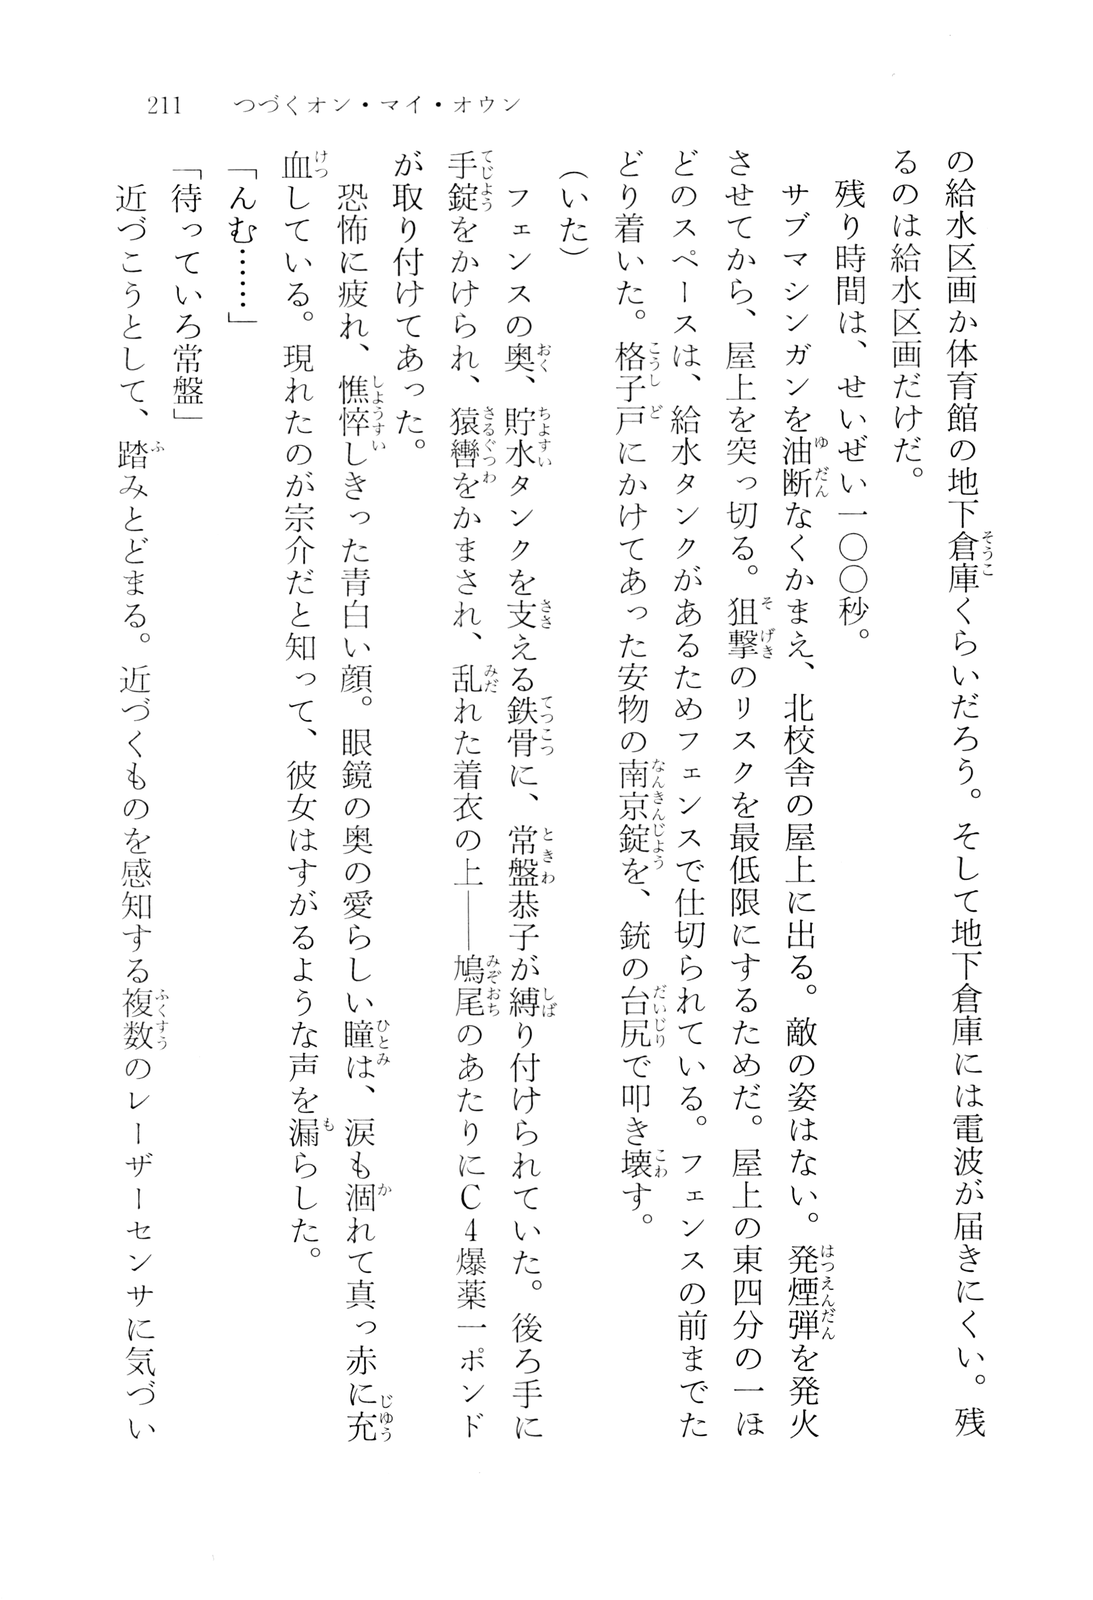 211　つづくオン・マイ・オウン
の給水区画か体育館の地下倉庫くらいだろう。そして地下倉庫には電波が届きにくい。残
るのは給水区画だけだ。
　残り時間は、せいぜい一〇〇秒。
　サブマシンガンを油断なくかまえ、北校舎の屋上に出る。敵の姿はない。発煙弾を発火
させてから、屋上を突っ切る。狙撃のリスクを最低限にするためだ。屋上の東四分の一ほ
どのスペースは、給水タンクがあるためフェンスで仕切られている。フェンスの前までた
どり着いた。格子戸にかけてあった安物の南京錠を、銃の台尻で叩き壊す。
（いた）
　フェンスの奥、貯水タンクを支える鉄骨に、常盤恭子が縛り付けられていた。後ろ手に
手錠をかけられ、猿轡をかまされ、乱れた着衣の上――鳩尾のあたりにC4爆薬一ポンド
が取り付けてあった。
　恐怖に疲れ、憔悴しきった青白い顔。眼鏡の奥の愛らしい瞳は、涙も涸れて真っ赤に充
血している。現れたのが宗介だと知って、彼女はすがるような声を漏らした。
「んむ……」
「待っていろ常盤」
　近づこうとして、踏みとどまる。近づくものを感知する複数のレーザーセンサに気づい